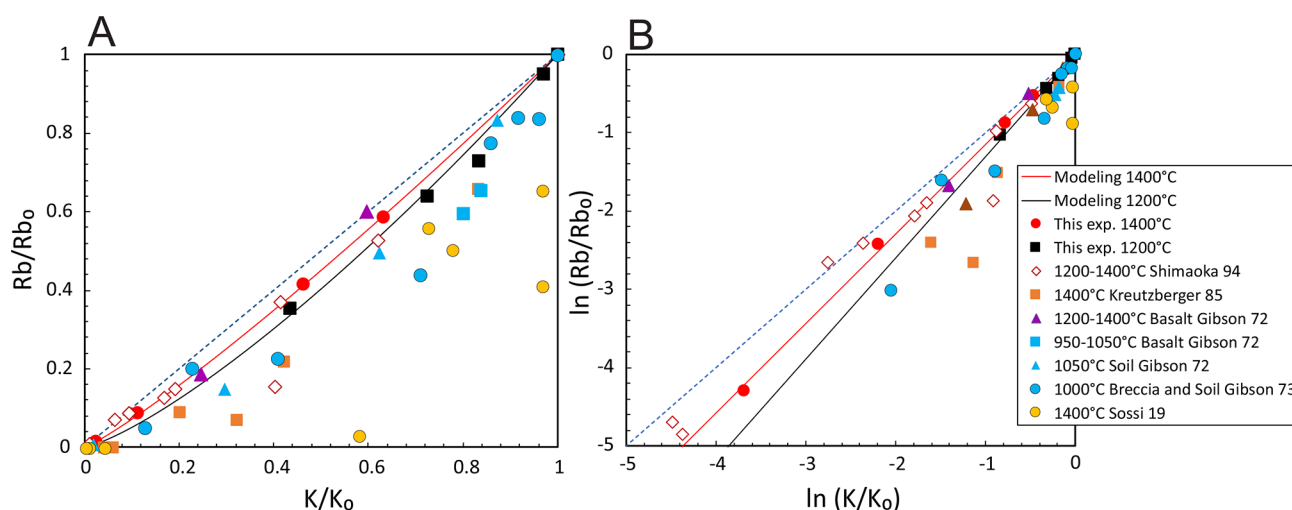 A
B
1
0.8
0.6
0.4
0.2
0
0
0.2
0.4
0.6
0.8
1
Rb/Rb₀
K/K₀
0
-1
-2
-3
-4
-5
-5
-4
-3
-2
-1
0
ln (Rb/Rb₀)
ln (K/K₀)
Modeling 1400°C
Modeling 1200°C
This exp. 1400°C
This exp. 1200°C
1200-1400°C Shimaoka 94
1400°C Kreutzberger 85
1200-1400°C Basalt Gibson 72
950-1050°C Basalt Gibson 72
1050°C Soil Gibson 72
1000°C Breccia and Soil Gibson 73
1400°C Sossi 19